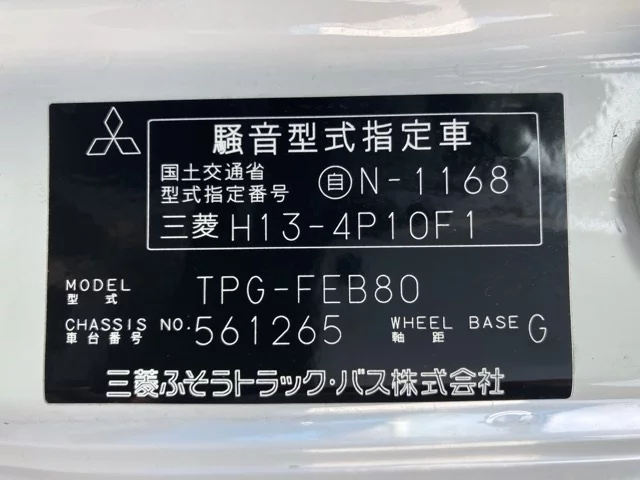 騒音型式指定車
国土交通省
型式指定番号 自N-1168
三菱 H13-4P10F1
MODEL TPG-FEB80
型式
CHASSIS NO. 561265 WHEEL BASE G
車台番号 軸距
三菱ふそうトラック・バス株式会社